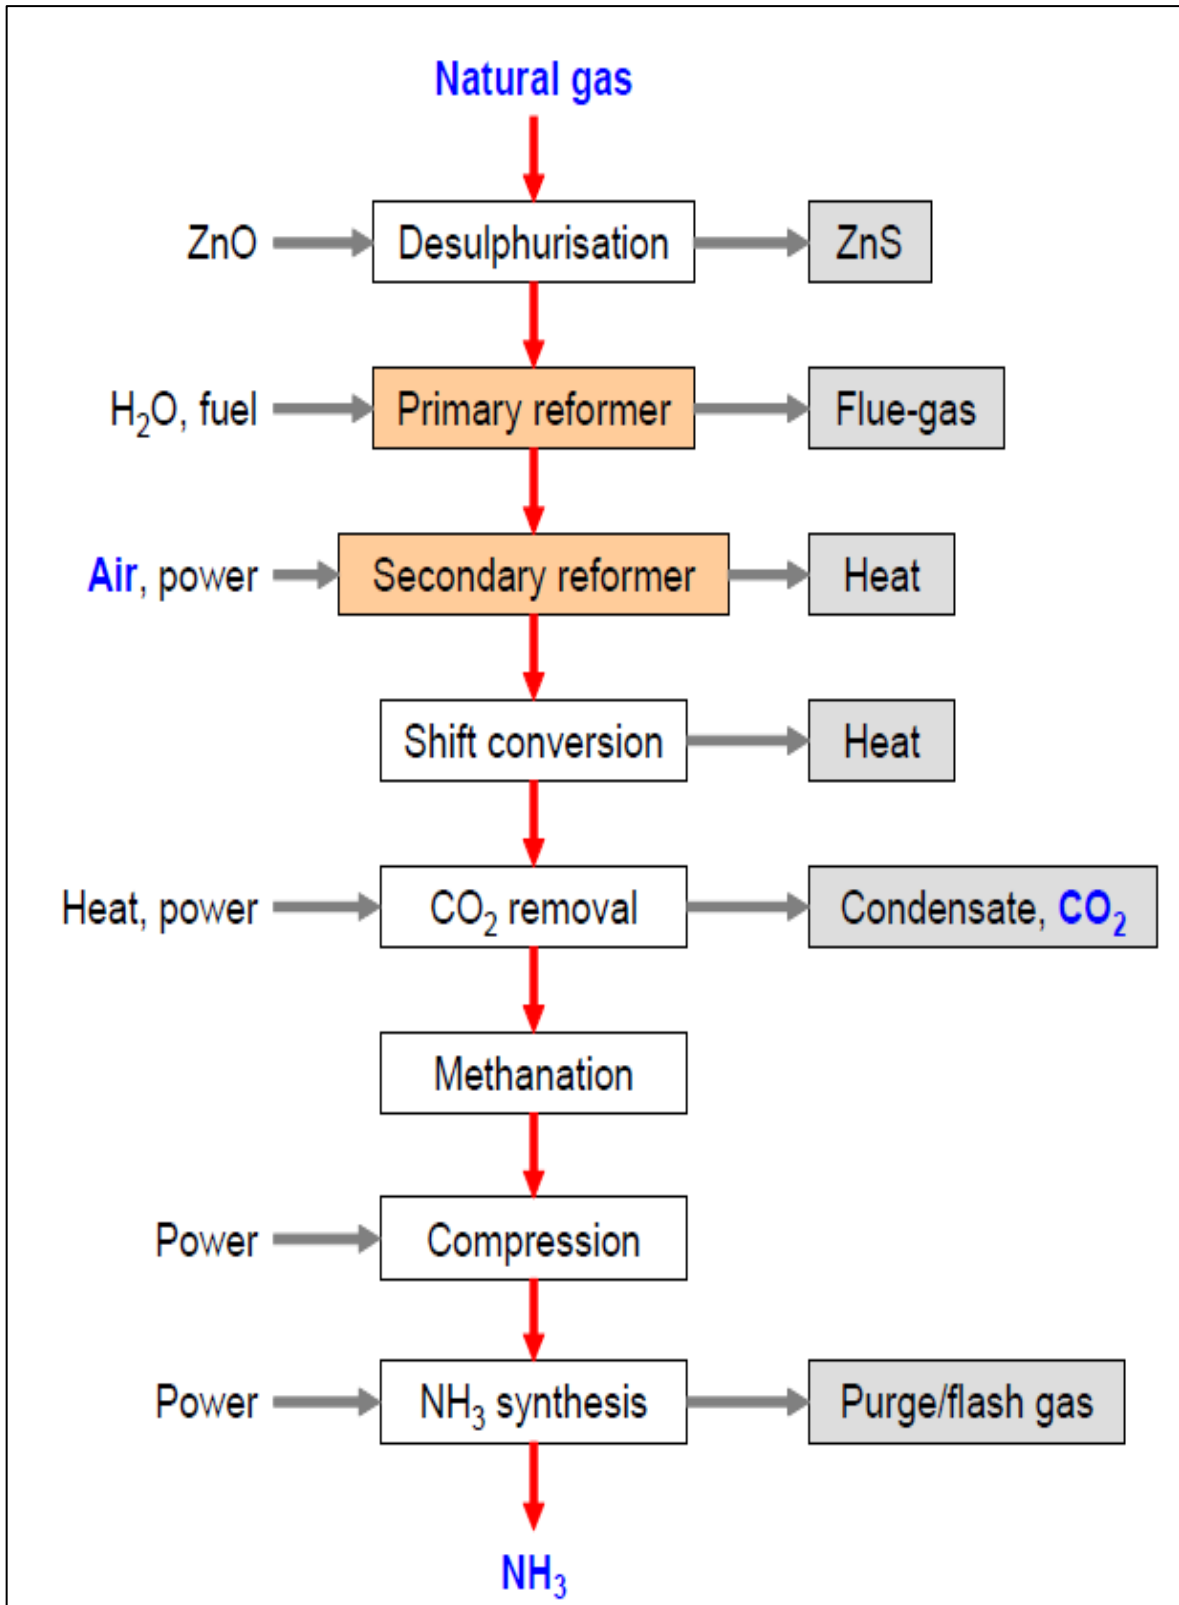 Natural gas
ZnO Desulphurisation ZnS
H₂O, fuel Primary reformer Flue-gas
Air, power Secondary reformer Heat
Shift conversion Heat
Heat, power CO₂ removal Condensate, CO₂
Methanation
Power Compression
Power NH₃ synthesis Purge/flash gas
NH₃